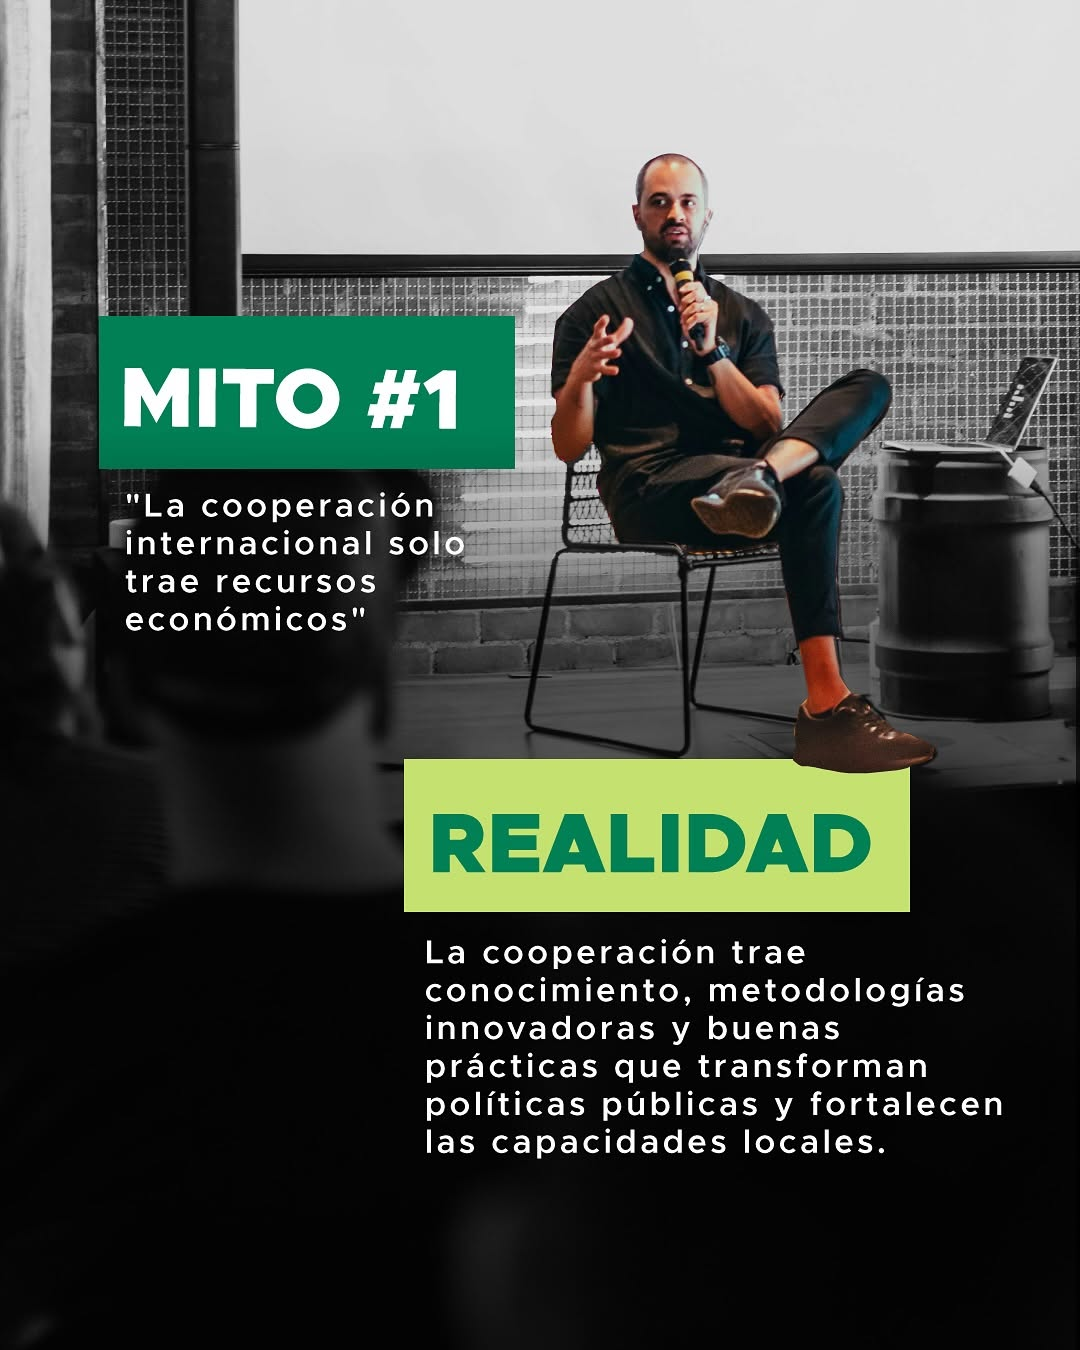 MITO #1
"La cooperación
internacional solo
trae recursos
económicos"
REALIDAD
La cooperación trae
conocimiento, metodologías
innovadoras y buenas
prácticas que transforman
políticas públicas y fortalecen
las capacidades locales.